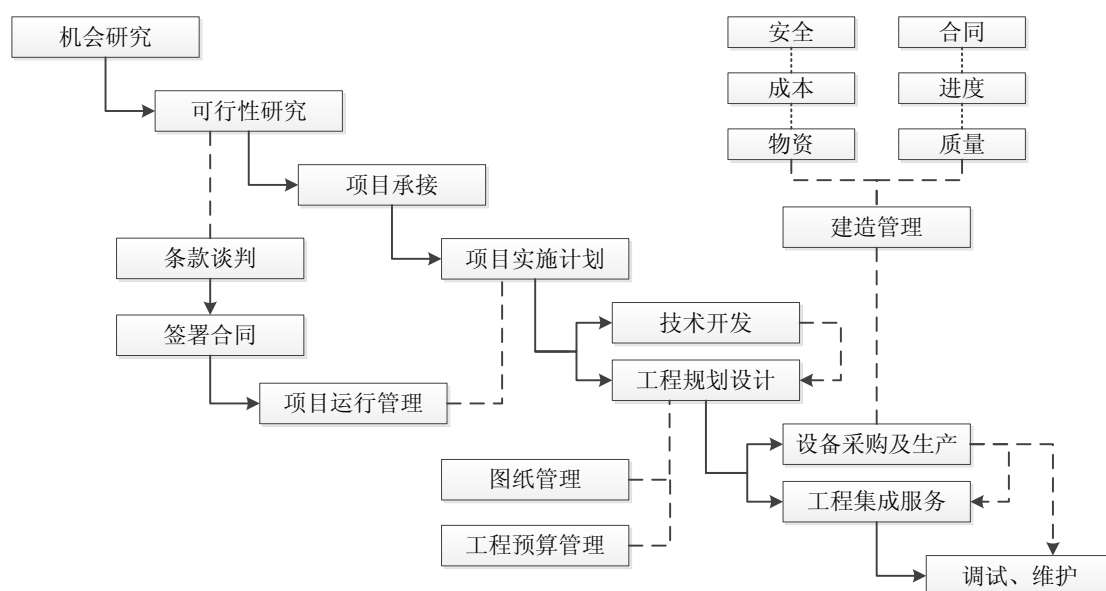 机会研究
安全
合同
成本
进度
可行性研究
物资
质量
项目承接
建造管理
条款谈判
项目实施计划
签署合同
技术开发
工程规划设计
项目运行管理
设备采购及生产
图纸管理
工程集成服务
工程预算管理
调试、维护